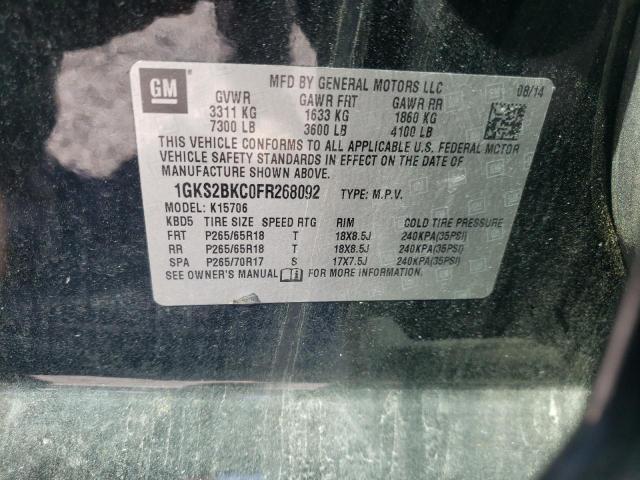 GM
MFD BY GENERAL MOTORS LLC
08/14
GVWR GAWR FRT GAWR RR
3311 KG 1633 KG 1860 KG
7300 LB 3600 LB 4100 LB
THIS VEHICLE CONFORMS TO ALL APPLICABLE U.S. FEDERAL MOTOR
VEHICLE SAFETY STANDARDS IN EFFECT ON THE DATE OF
MANUFACTURE SHOWN ABOVE.
1GKS2BKC0FR268092 TYPE: M.P.V.
MODEL: K15706
KBD5 TIRE SIZE SPEED RTG RIM COLD TIRE PRESSURE
FRT P265/65R18 T 18X8.5J 240KPA(35PSI)
RR P265/65R18 T 18X8.5J 240KPA(35PSI)
SPA P265/70R17 S 17X7.5J 240KPA(35PSI)
SEE OWNER'S MANUAL FOR MORE INFORMATION.